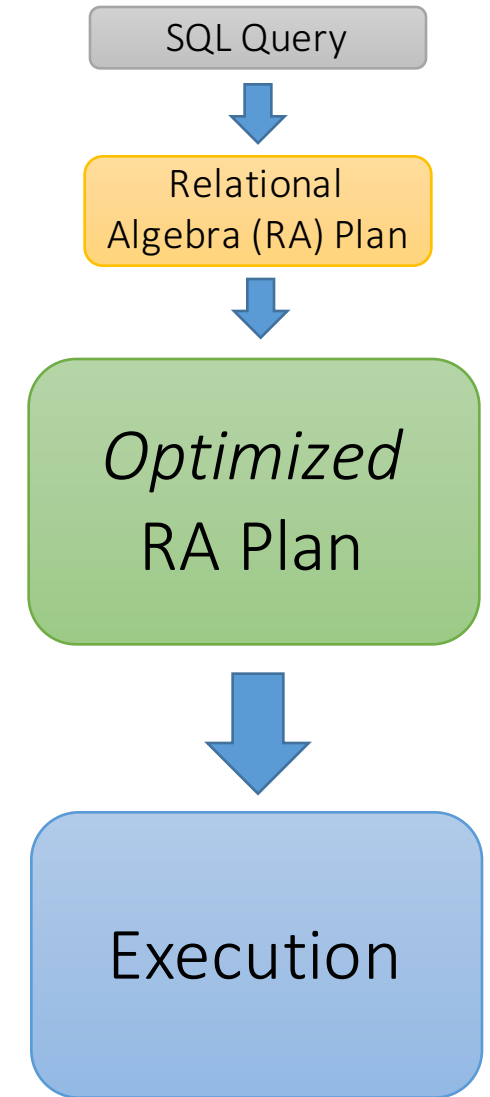 SQL Query
Relational
Algebra (RA) Plan
Optimized
RA Plan
Execution